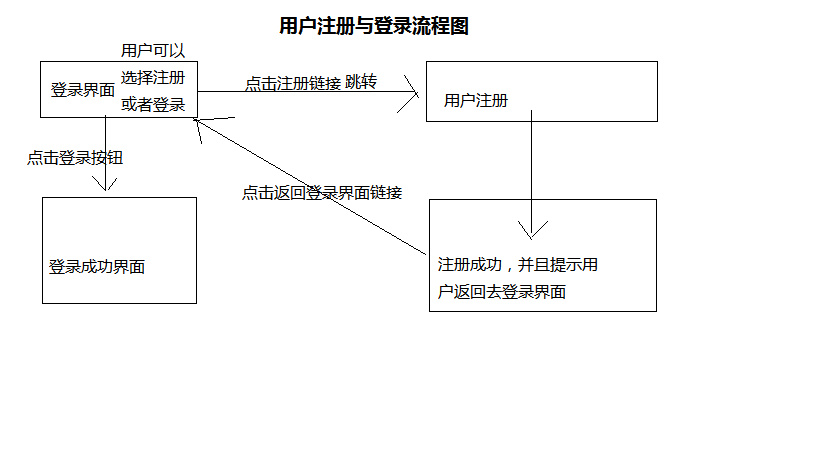 用户注册与登录流程图
登录界面
用户可以
选择注册
或者登录
点击注册链接 跳转
用户注册
点击登录按钮
点击返回登录界面链接
登录成功界面
注册成功，并且提示用
户返回去登录界面